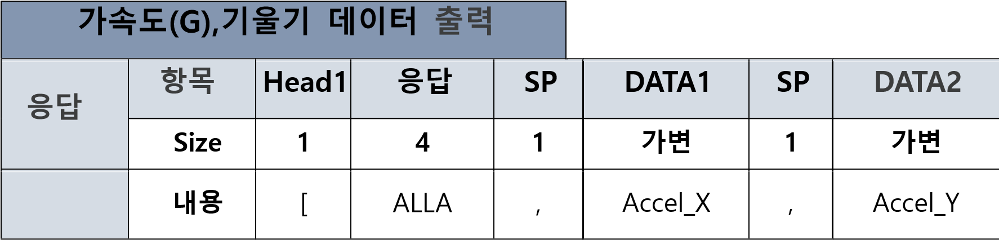 가속도(G),기울기 데이터 출력
응답 항목 Head1 응답 SP DATA1 SP DATA2
Size 1 4 1 가변 1 가변
내용 [ ALLA , Accel_X , Accel_Y